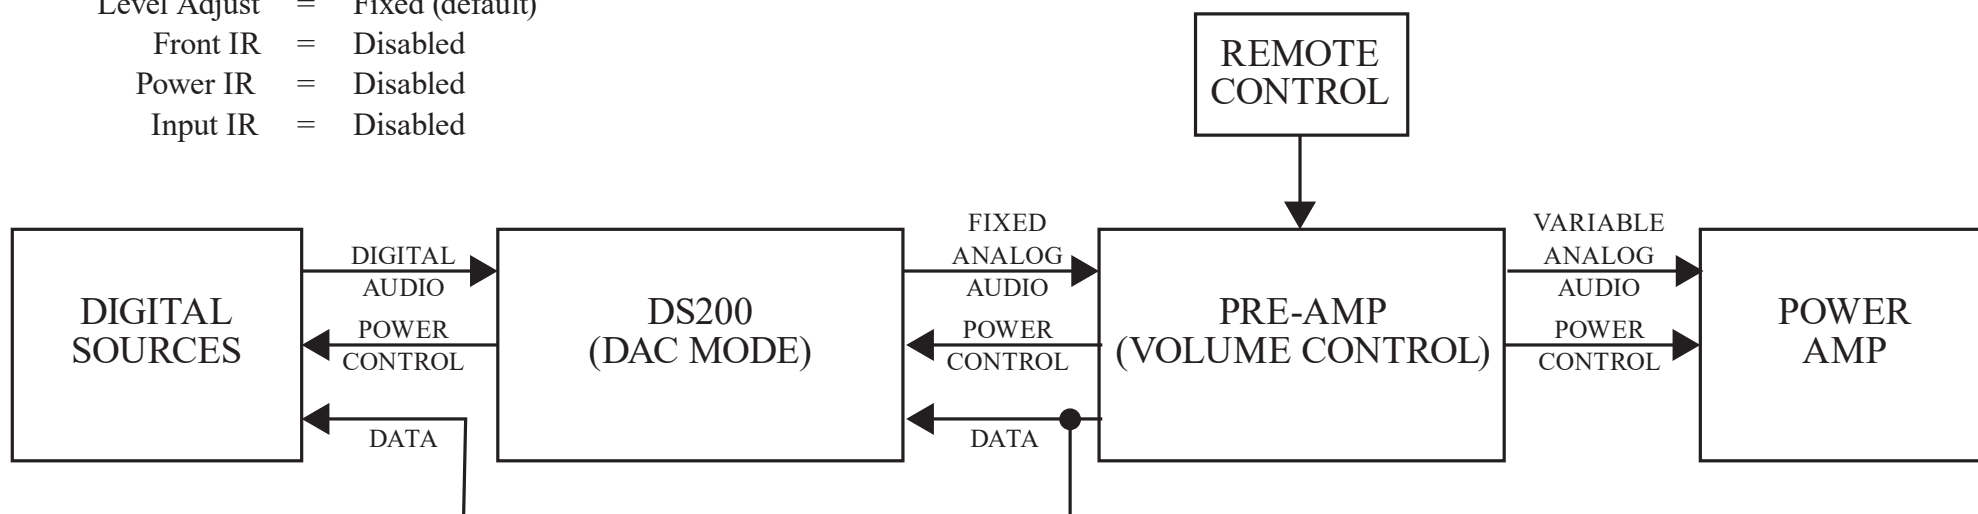 Level Adjust = Fixed (default)
Front IR = Disabled
Power IR = Disabled
Input IR = Disabled
REMOTE
CONTROL
DIGITAL
SOURCES
DIGITAL
AUDIO
POWER
CONTROL
DATA
DS200
(DAC MODE)
FIXED
ANALOG
AUDIO
POWER
CONTROL
DATA
PRE-AMP
(VOLUME CONTROL)
VARIABLE
ANALOG
AUDIO
POWER
CONTROL
POWER
AMP